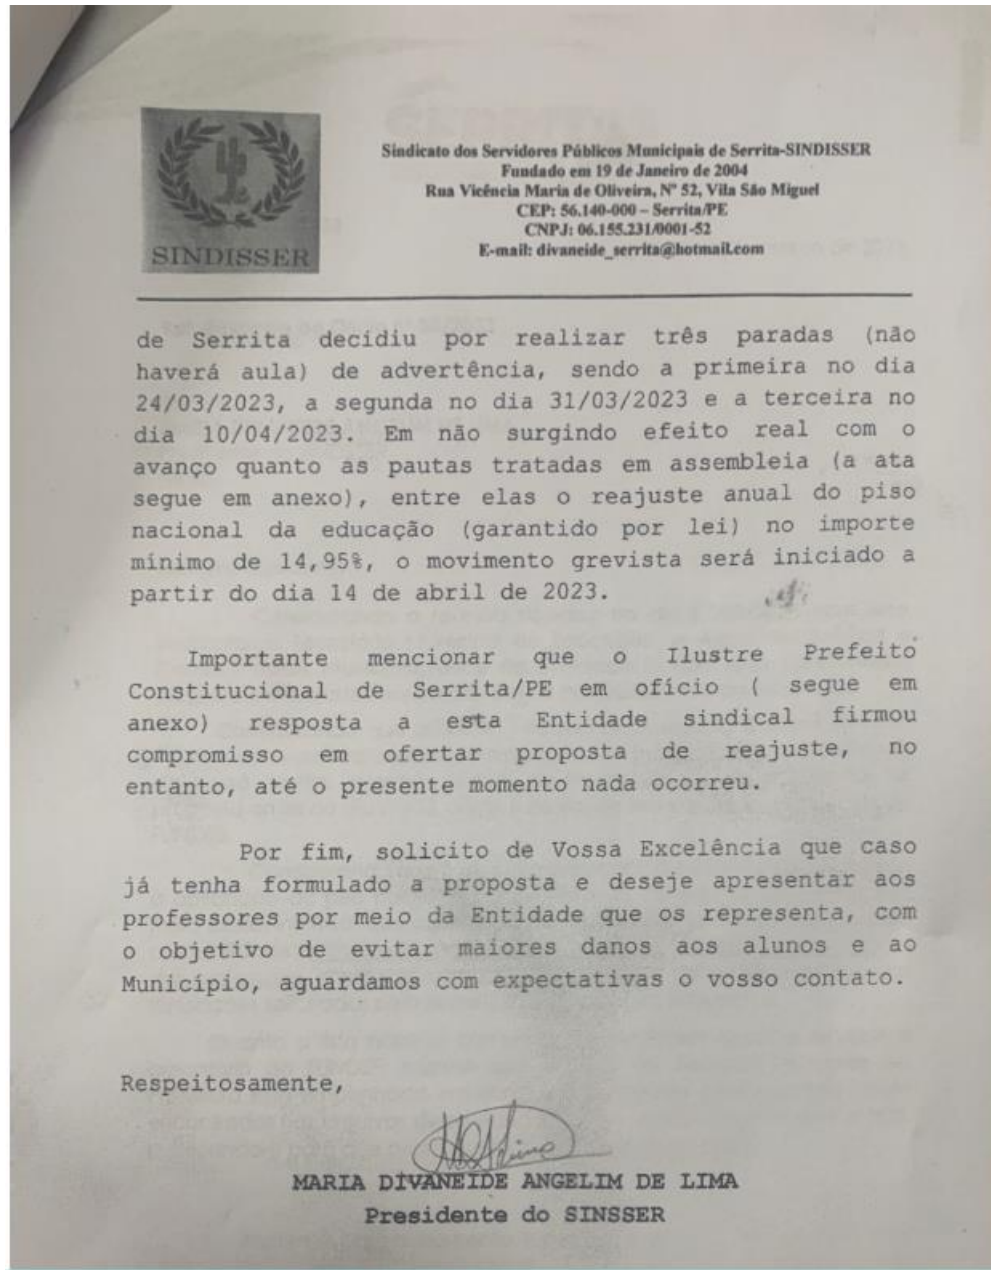 SINDISSER
Sindicato dos Servidores Públicos Municipais de Serrita-SINDISSER
Fundado em 19 de Janeiro de 2004
Rua Vicência Maria de Oliveira, Nº 52, Vila São Miguel
CEP: 56.140-000 – Serrita/PE
CNPJ: 06.155.231/0001-52
E-mail: divaneide_serrita@hotmail.com
de Serrita decidiu por realizar três paradas (não
haverá aula) de advertência, sendo a primeira no dia
24/03/2023, a segunda no dia 31/03/2023 e a terceira no
dia 10/04/2023. Em não surgindo efeito real com o
avanço quanto as pautas tratadas em assembleia (a ata
segue em anexo), entre elas o reajuste anual do piso
nacional da educação (garantido por lei) no importe
mínimo de 14,95%, o movimento grevista será iniciado a
partir do dia 14 de abril de 2023.
Importante mencionar que o Ilustre Prefeito
Constitucional de Serrita/PE em ofício ( segue em
anexo) resposta a esta Entidade sindical firmou
compromisso em ofertar proposta de reajuste, no
entanto, até o presente momento nada ocorreu.
Por fim, solicito de Vossa Excelência que caso
já tenha formulado a proposta e deseje apresentar aos
professores por meio da Entidade que os representa, com
o objetivo de evitar maiores danos aos alunos e ao
Município, aguardamos com expectativas o vosso contato.
Respeitosamente,
MARIA DIVANEIDE ANGELIM DE LIMA
Presidente do SINSSER